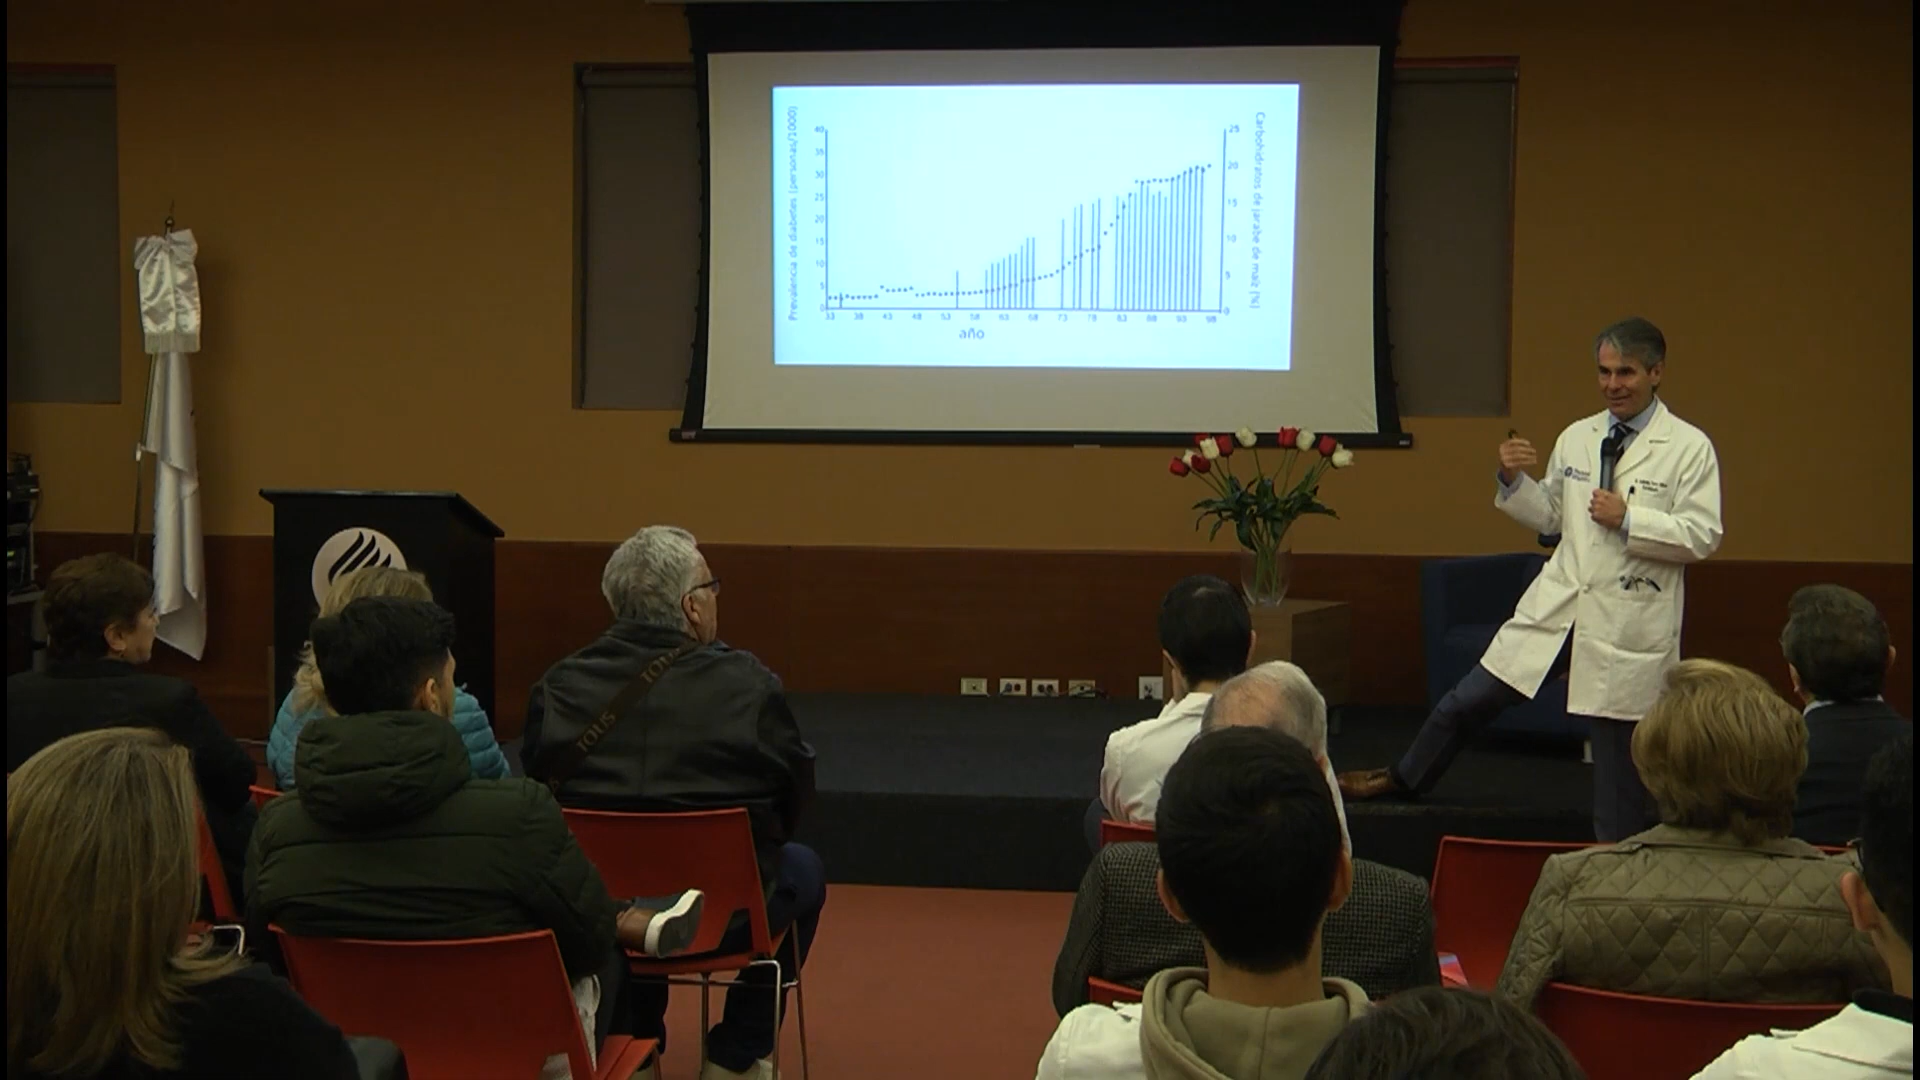 Prevalencia de diabetes (personas/1000)
40
35
30
25
20
15
10
5
0
33 38 43 48 53 58 63 68 73 78 83 88 93 98
año
25
20
15
10
5
0
Carbohidratos de jarabe de maíz (%)
TOUS
TOUS